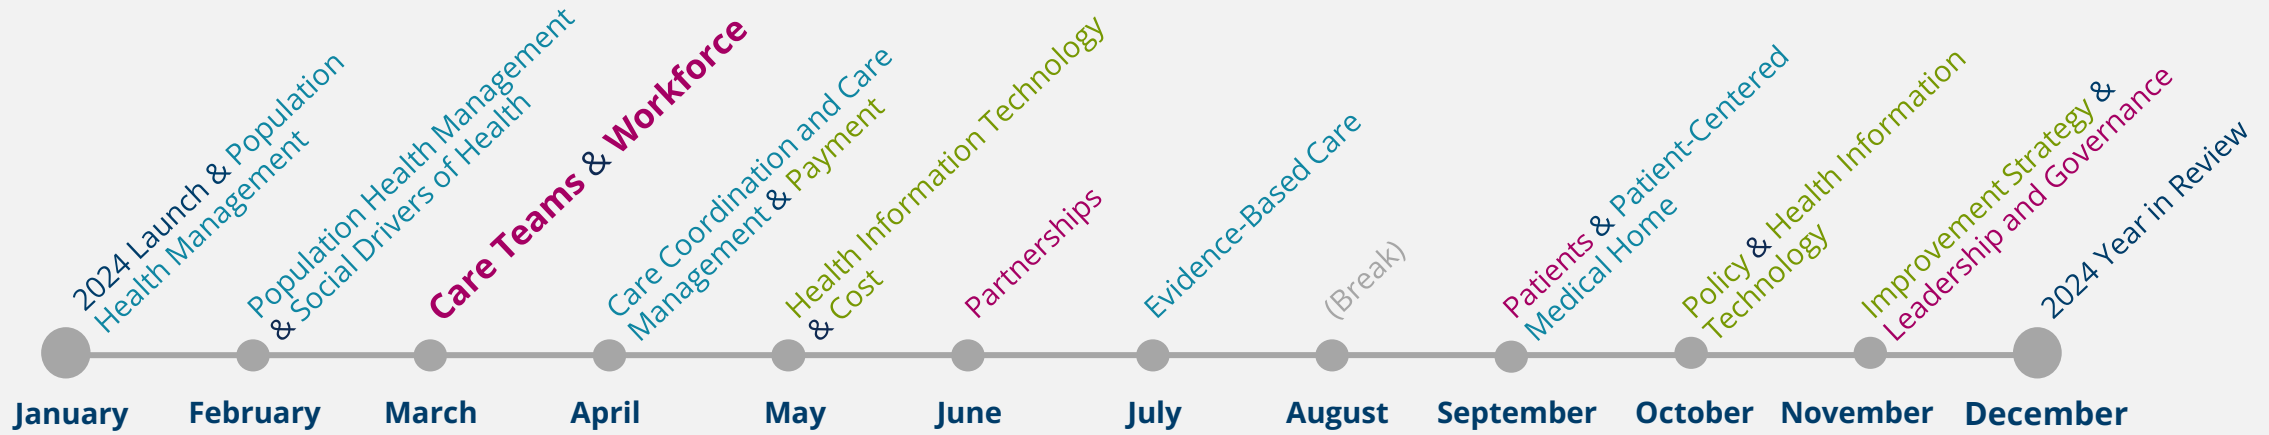 2024 Launch & Population
Health Management
Population Health Management
& Social Drivers of Health
Care Teams & Workforce
Care Coordination and Care
Management & Payment
Health Information Technology
& Cost
Partnerships
Evidence-Based Care
(Break)
Patients & Patient-Centered
Medical Home
Policy & Health Information
Technology
Improvement Strategy &
Leadership and Governance
2024 Year in Review
January
February
March
April
May
June
July
August
September
October
November
December